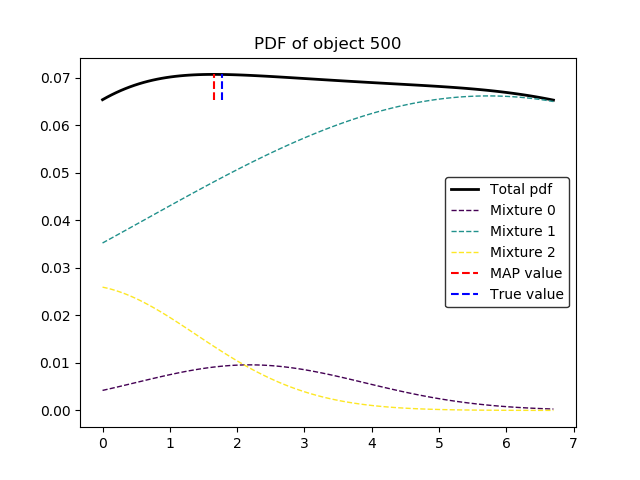 PDF of object 500
0.07
0.06
0.05
0.04
0.03
0.02
0.01
0.00
Total pdf
Mixture 0
Mixture 1
Mixture 2
MAP value
True value
0 1 2 3 4 5 6 7